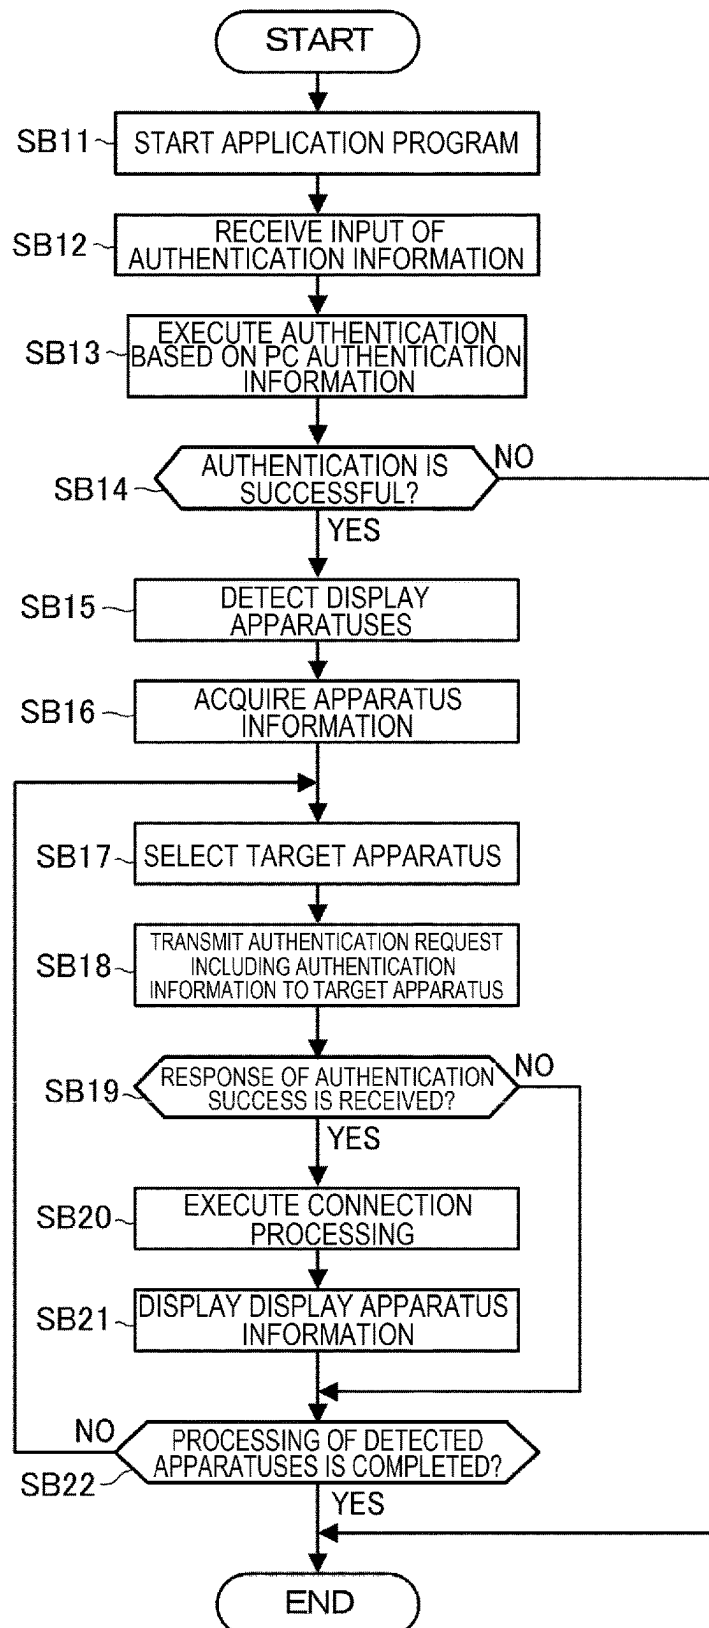 START
SB11
START APPLICATION PROGRAM
SB12
RECEIVE INPUT OF
AUTHENTICATION INFORMATION
SB13
EXECUTE AUTHENTICATION
BASED ON PC AUTHENTICATION
INFORMATION
SB14
AUTHENTICATION IS
SUCCESSFUL?
NO
YES
SB15
DETECT DISPLAY
APPARATUSES
SB16
ACQUIRE APPARATUS
INFORMATION
SB17
SELECT TARGET APPARATUS
SB18
TRANSMIT AUTHENTICATION REQUEST
INCLUDING AUTHENTICATION
INFORMATION TO TARGET APPARATUS
SB19
RESPONSE OF AUTHENTICATION
SUCCESS IS RECEIVED?
NO
YES
SB20
EXECUTE CONNECTION
PROCESSING
SB21
DISPLAY DISPLAY APPARATUS
INFORMATION
NO
SB22
PROCESSING OF DETECTED
APPARATUSES IS COMPLETED?
YES
END